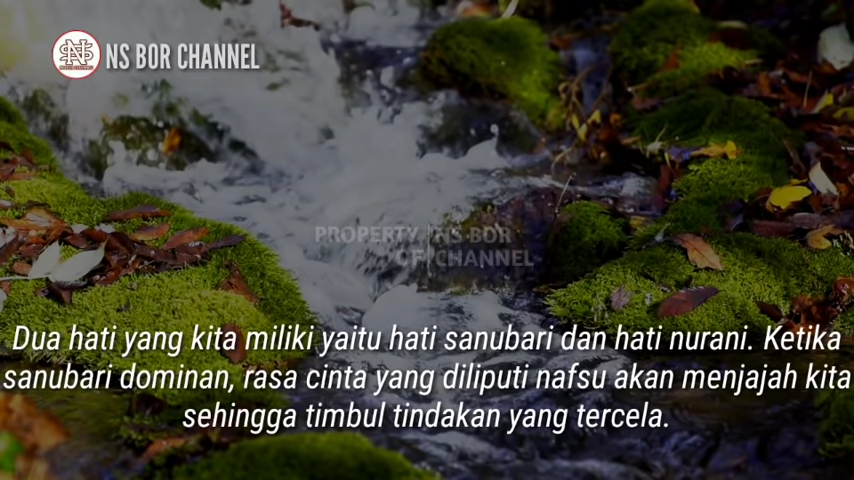 NS BOR CHANNEL
PROPERTY NS BOR
OF CHANNEL
Dua hati yang kita miliki yaitu hati sanubari dan hati nurani. Ketika
sanubari dominan, rasa cinta yang diliputi nafsu akan menjajah kita
sehingga timbul tindakan yang tercela.